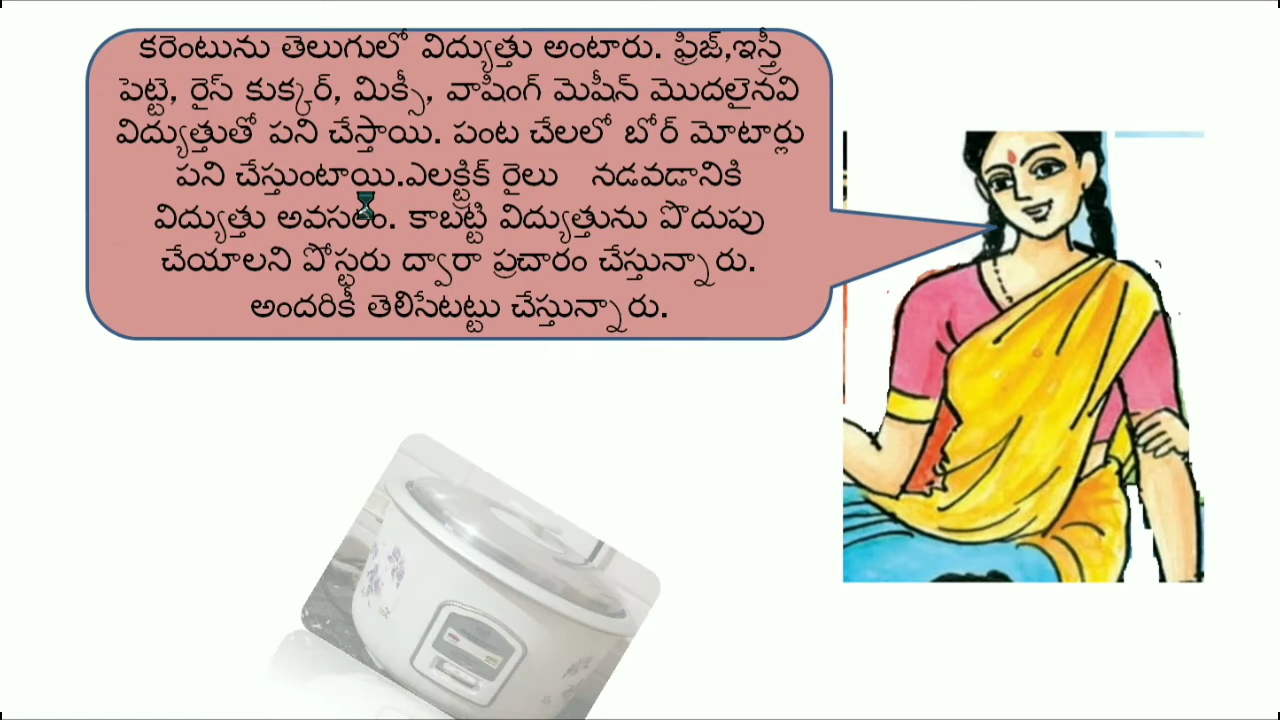 కరెంటును తెలుగులో విద్యుత్తు అంటారు. ఫ్రిజ్,ఇస్త్రీ
పెట్టె, రైస్ కుక్కర్, మిక్సీ, వాషింగ్ మెషీన్ మొదలైనవి
విద్యుత్తుతో పని చేస్తాయి. పంట చేలలో బోర్ మోటార్లు
పని చేస్తుంటాయి.ఎలక్ట్రిక్ రైలు నడవడానికి
విద్యుత్తు అవసరం. కాబట్టి విద్యుత్తును పొదుపు
చేయాలని పోస్టరు ద్వారా ప్రచారం చేస్తున్నారు.
అందరికీ తెలిసేటట్టు చేస్తున్నారు.